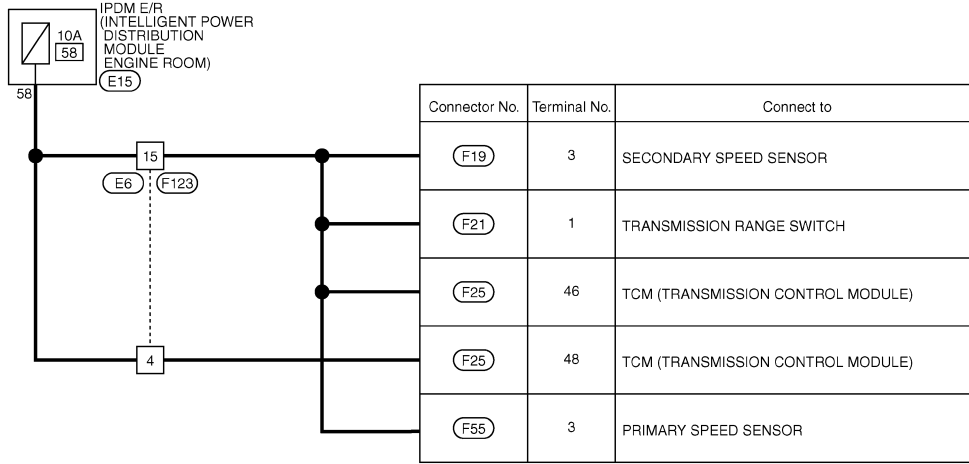 IPDM E/R
(INTELLIGENT POWER
DISTRIBUTION
MODULE
ENGINE ROOM)
10A
58
E15
58
Connector No. Terminal No. Connect to
15
F19 3 SECONDARY SPEED SENSOR
E6 F123
F21 1 TRANSMISSION RANGE SWITCH
F25 46 TCM (TRANSMISSION CONTROL MODULE)
4
F25 48 TCM (TRANSMISSION CONTROL MODULE)
F55 3 PRIMARY SPEED SENSOR